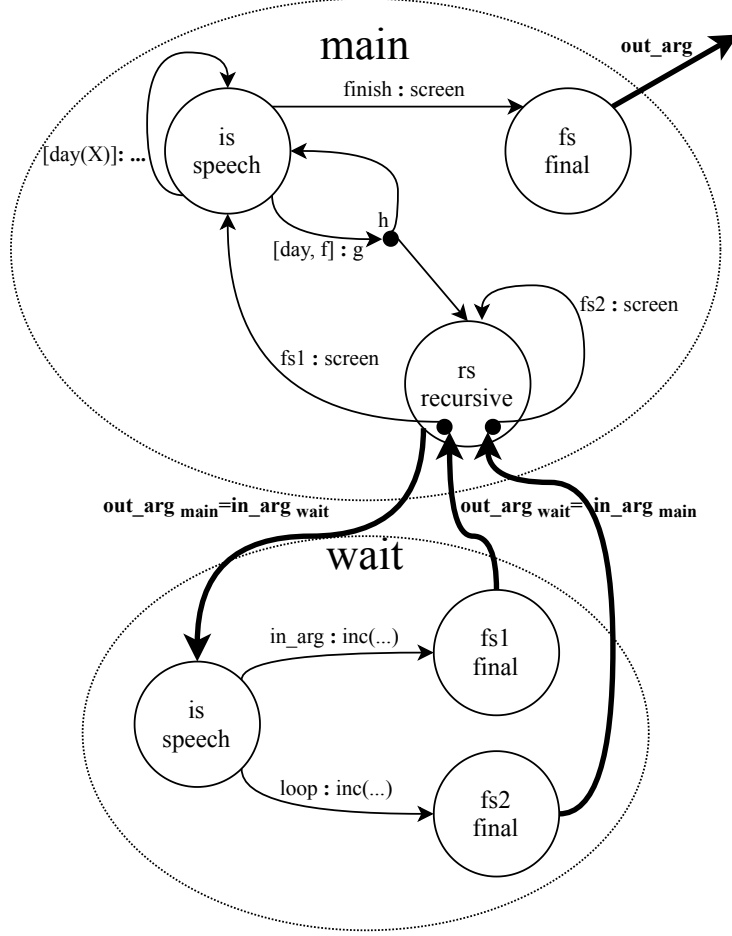 main
out_arg
finish : screen
is
speech
fs
final
[day(X)]: ...
h
[day, f] : g
fs2 : screen
fs1 : screen
rs
recursive
out_arg main=in_arg wait
out_arg wait= in_arg main
wait
in_arg : inc(...)
fs1
final
is
speech
loop : inc(...)
fs2
final